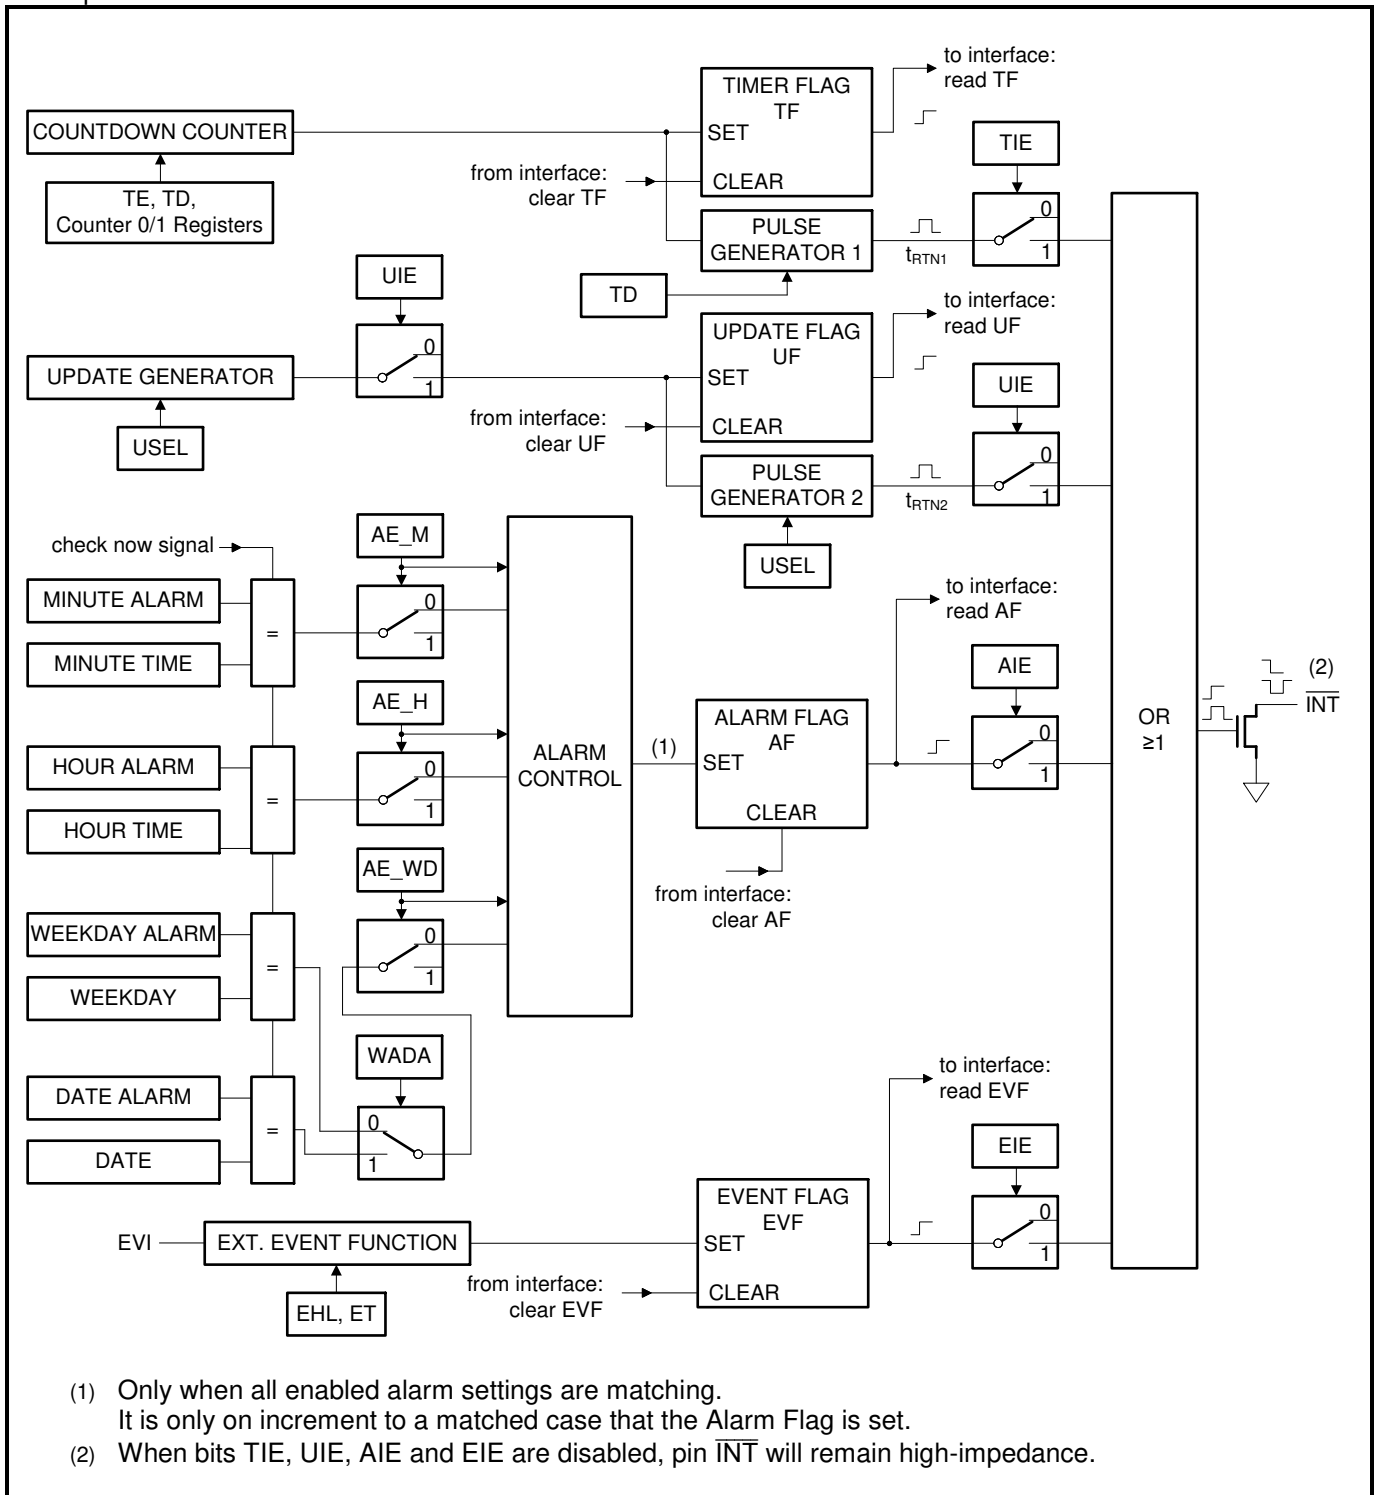 to interface:
read TF
TIMER FLAG
TF
SET
CLEAR
COUNTDOWN COUNTER
TE, TD,
Counter 0/1 Registers
from interface:
clear TF
TIE
0
1
PULSE
GENERATOR 1
tRTN1
TD
UIE
0
1
to interface:
read UF
UPDATE FLAG
UF
SET
CLEAR
UPDATE GENERATOR
USEL
from interface:
clear UF
UIE
0
1
PULSE
GENERATOR 2
tRTN2
USEL
check now signal
MINUTE ALARM
MINUTE TIME
=
AE_M
0
1
HOUR ALARM
HOUR TIME
=
AE_H
0
1
WEEKDAY ALARM
WEEKDAY
=
AE_WD
0
1
DATE ALARM
DATE
=
WADA
0
1
ALARM
CONTROL
(1)
ALARM FLAG
AF
SET
CLEAR
from interface:
clear AF
to interface:
read AF
AIE
0
1
OR
≥1
(2)
I̅N̅T̅
EVI
EXT. EVENT FUNCTION
EHL, ET
from interface:
clear EVF
EVENT FLAG
EVF
SET
CLEAR
to interface:
read EVF
EIE
0
1
(1) Only when all enabled alarm settings are matching.
It is only on increment to a matched case that the Alarm Flag is set.
(2) When bits TIE, UIE, AIE and EIE are disabled, pin I̅N̅T̅ will remain high-impedance.